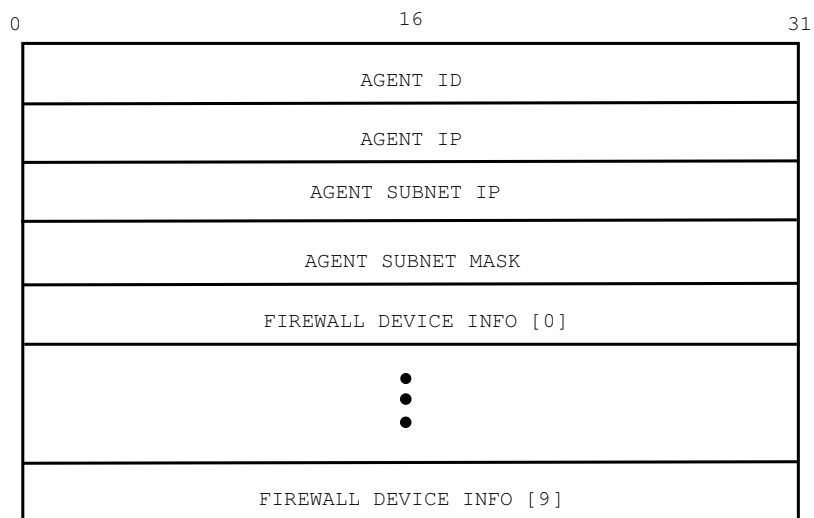 0 16 31
AGENT ID
AGENT IP
AGENT SUBNET IP
AGENT SUBNET MASK
FIREWALL DEVICE INFO [0]
FIREWALL DEVICE INFO [9]